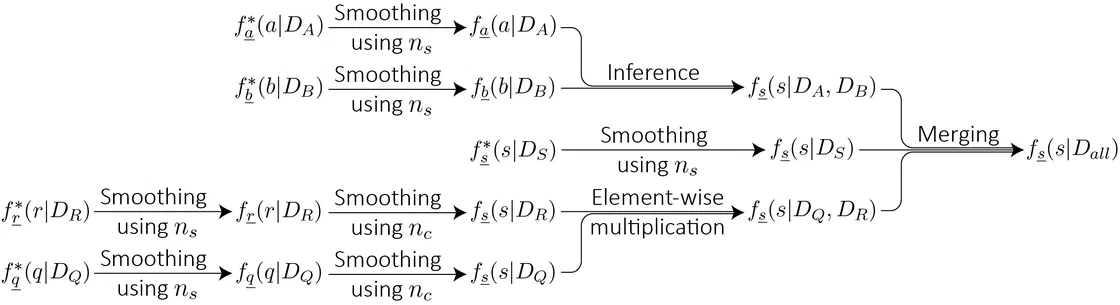 f*_a(a|D_A) Smoothing using n_s f_a(a|D_A)
Inference
f*_b(b|D_B) Smoothing using n_s f_b(b|D_B) f_s(s|D_A, D_B)
f*_s(s|D_S) Smoothing using n_s f_s(s|D_S) Merging f_s(s|D_all)
f*_r(r|D_R) Smoothing using n_s f_r(r|D_R) Smoothing using n_c f_s(s|D_R) Element-wise multiplication f_s(s|D_Q, D_R)
f*_q(q|D_Q) Smoothing using n_s f_q(q|D_Q) Smoothing using n_c f_s(s|D_Q)